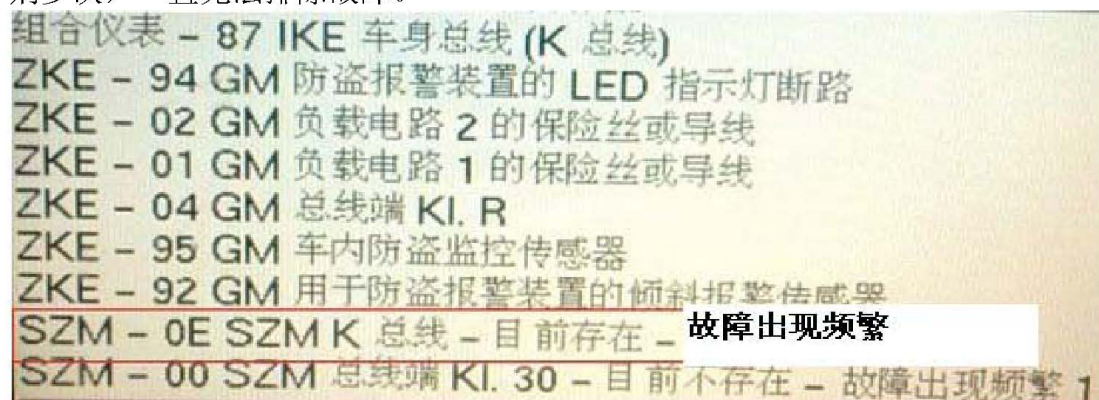 组合仪表 – 87 IKE 车身总线 (K 总线)
ZKE – 94 GM 防盗报警装置的 LED 指示灯断路
ZKE – 02 GM 负载电路 2 的保险丝或导线
ZKE – 01 GM 负载电路 1 的保险丝或导线
ZKE – 04 GM 总线端 Kl. R
ZKE – 95 GM 车内防盗监控传感器
ZKE – 92 GM 用于防盗报警装置的倾斜报警传感器
SZM – 0E SZM K 总线 – 目前存在 – 故障出现频繁
SZM – 00 SZM 总线端 Kl. 30 – 目前不存在 – 故障出现频繁 1